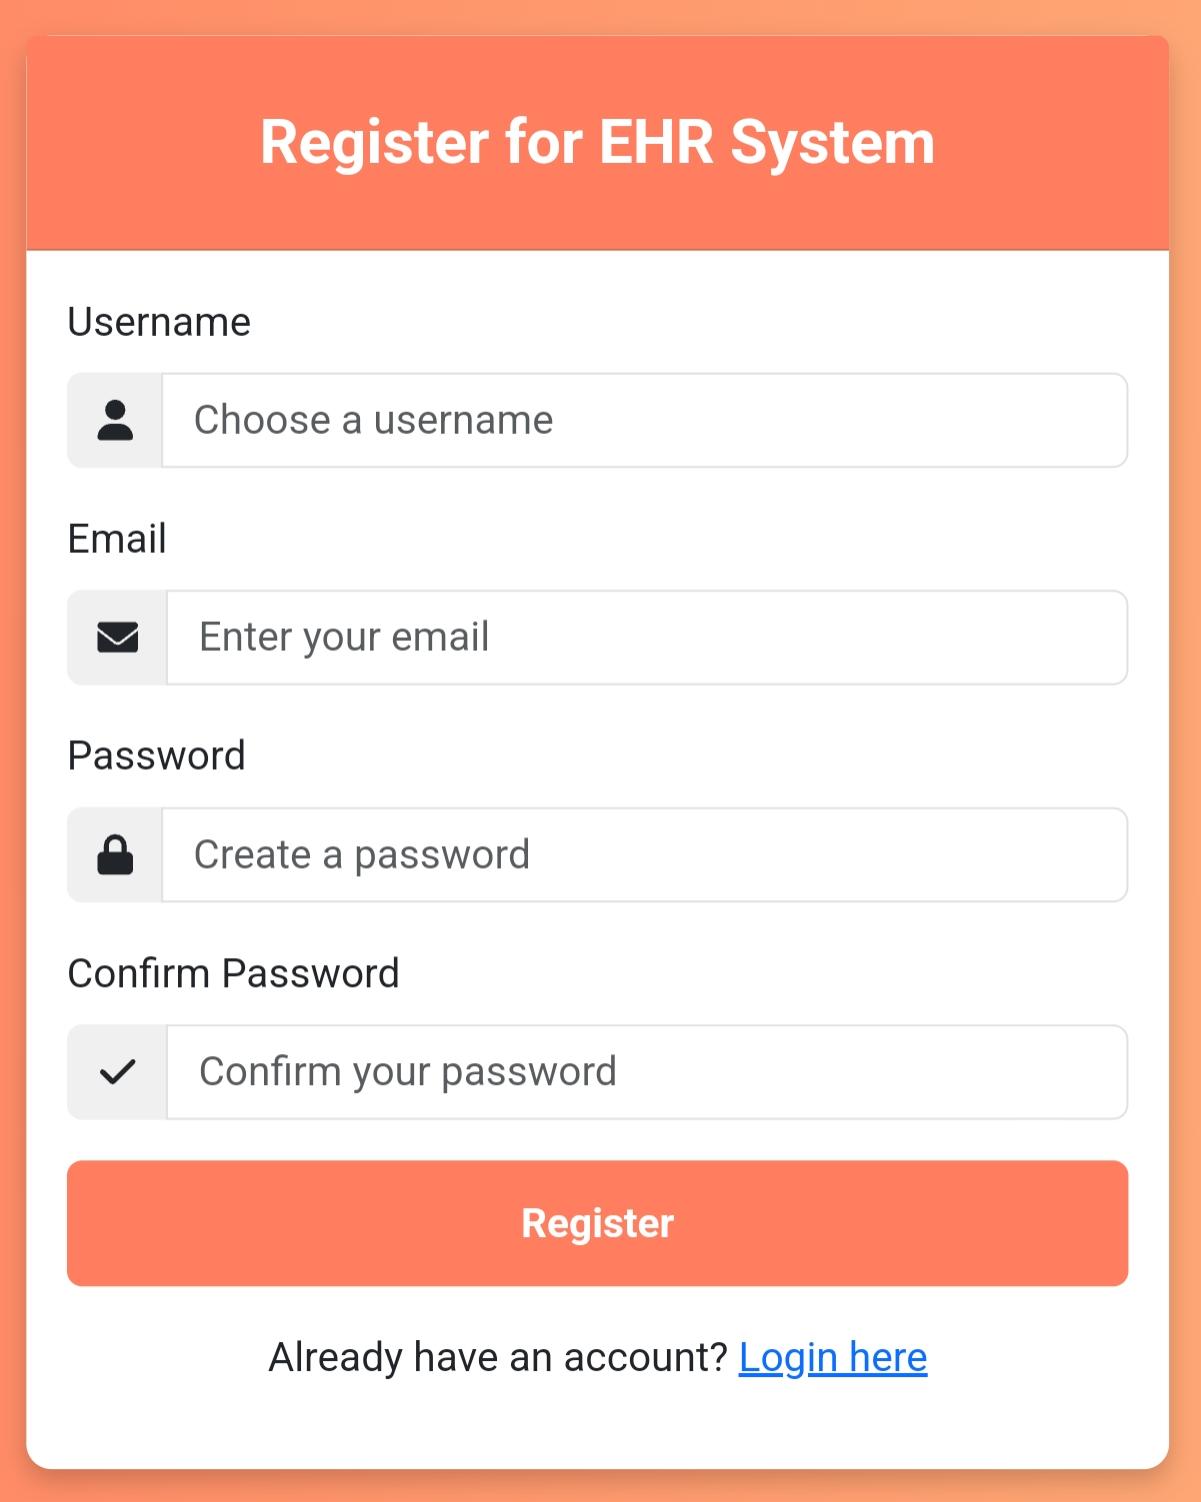 Register for EHR System
Username
Choose a username
Email
Enter your email
Password
Create a password
Confirm Password
Confirm your password
Register
Already have an account? Login here